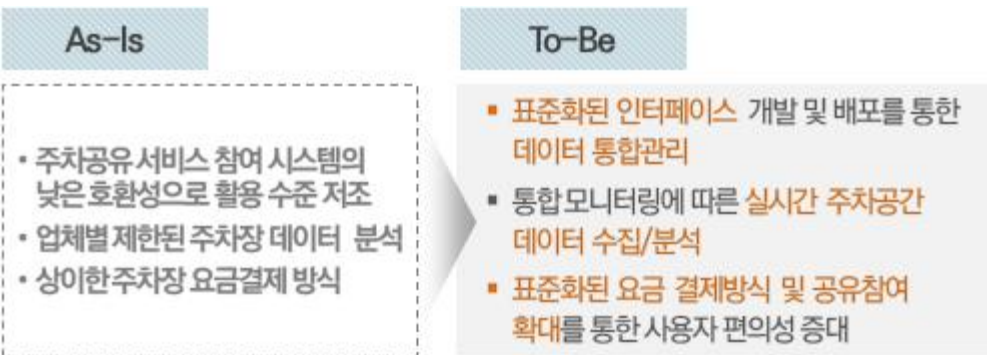 As-Is
• 주차공유 서비스 참여 시스템의
낮은 호환성으로 활용 수준 저조
• 업체별 제한된 주차장 데이터 분석
• 상이한 주차장 요금결제 방식
To-Be
▪ 표준화된 인터페이스 개발 및 배포를 통한
데이터 통합관리
▪ 통합 모니터링에 따른 실시간 주차공간
데이터 수집/분석
▪ 표준화된 요금 결제방식 및 공유참여
확대를 통한 사용자 편의성 증대